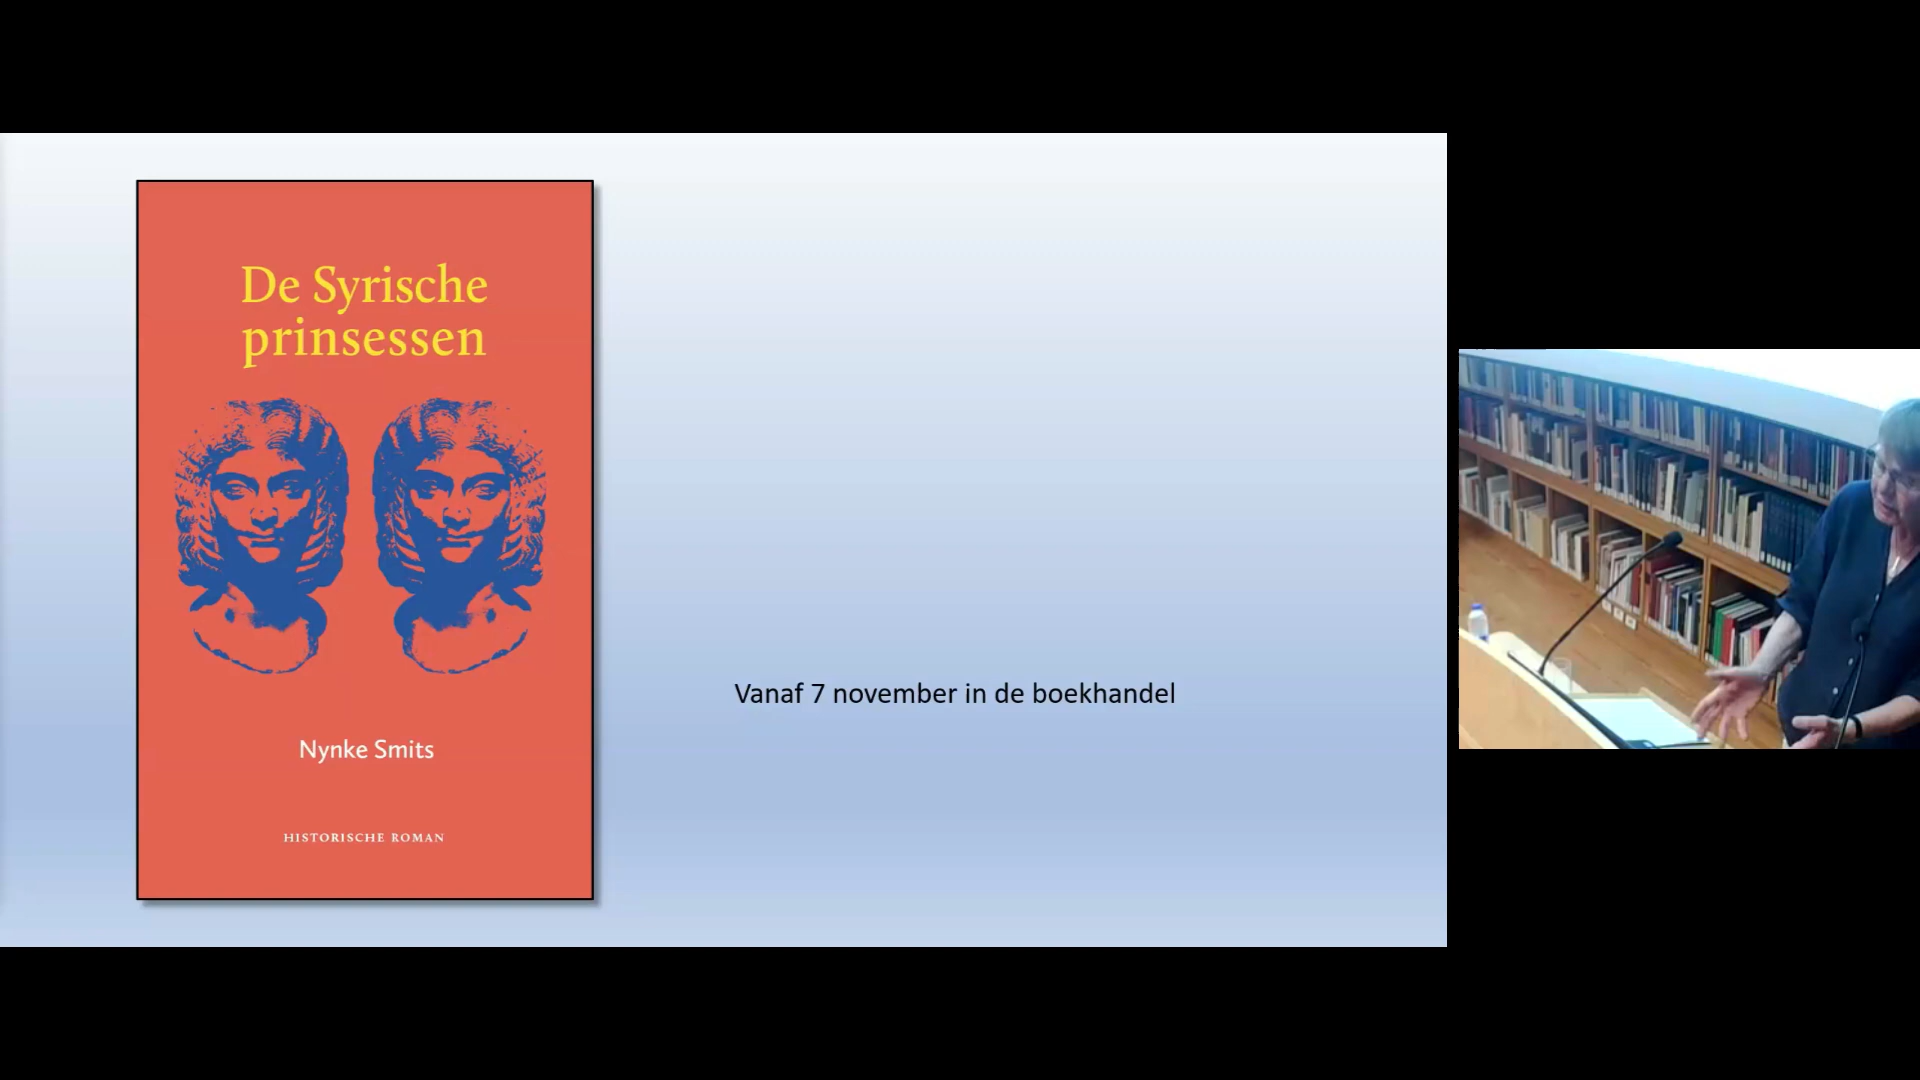 De Syrische
prinsessen
Nynke Smits
HISTORISCHE ROMAN
Vanaf 7 november in de boekhandel